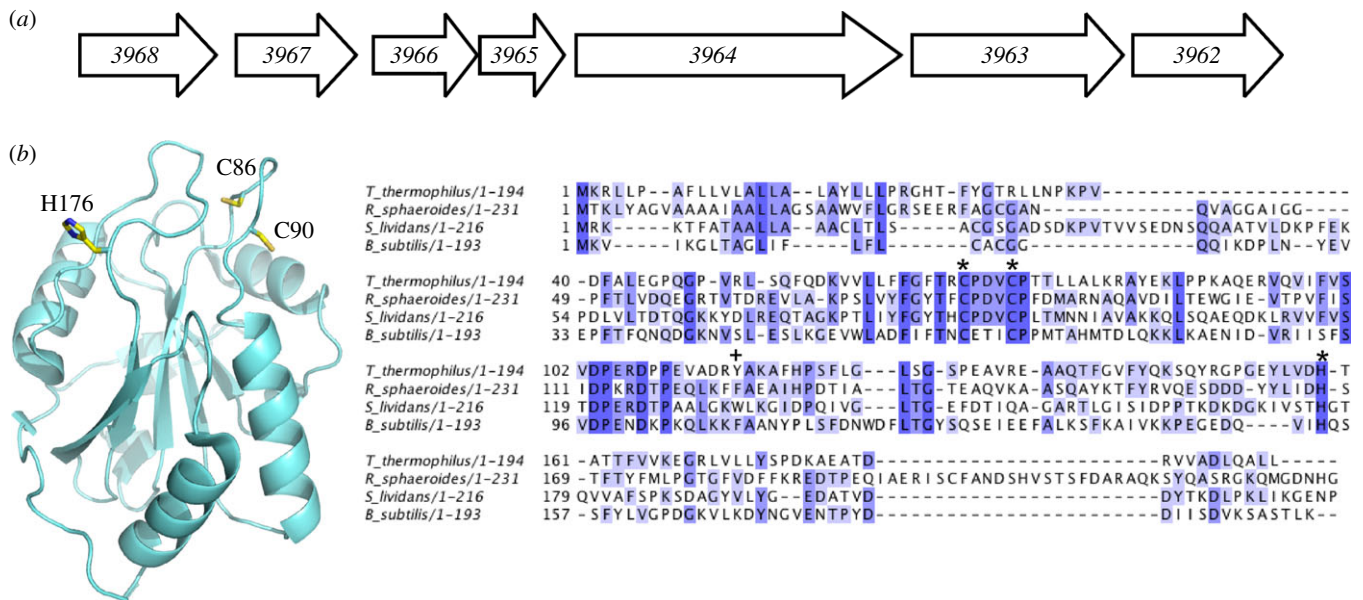 (a)
3968 3967 3966 3965 3964 3963 3962
(b)
H176
C86
C90
T_thermophilus/1-194 1 MKRLLP--AFLLVLALLA--LAYLLLPRGHT-FYGTRLLNPKPV----------------------
R_sphaeroides/1-231 1 MTKLYAGVAAAAIAALLAGSAAWVFLGRSEERFAGCGAN---------------QVAGGAIGG---
S_lividans/1-216 1 MRK-----KTFATAALLA--AACLTLS-----ACGSGADSDKPVTVVSEDNSQQAATVLDKPFEK
B_subtilis/1-193 1 MKV------IKGLTAGLIF----LFL------CACGG---------------QQIKDPLN-YEV
* *
T_thermophilus/1-194 40 -DFALEGPQGP-VRL-SQFQDKVVLLFFGFTRCPDVCPTTLLALKRAYEKLPPKAQERVQVIFVS
R_sphaeroides/1-231 49 -PFTLVDQEGRTVTDREVLA-KPSLVYFGYTFCPDVCPFDMARNAQAVDILTEWGIE-VTPVFIS
S_lividans/1-216 54 PDLVLTDTQGKKYDLREQTAGKPTLIYFGYTHCPDVCPLTMNNIAVAKKQLSQAEQDKLRVVFVS
B_subtilis/1-193 33 EPFTFQNQDGKNVSL-ESLKGEVWLADFIFTNCETICPPMTAHMTDLQKKLKAENID-VRIISFS
+ *
T_thermophilus/1-194 102 VDPERDPPEVADRYAKAFHPSFLG---LSG-SPEAVRE-AAQTFGVFYQKSQYRGPGEYLVDH-T
R_sphaeroides/1-231 111 IDPKRDTPEQLKFFAEAIHPDTIA---LTG-TEAQVKA-ASQAYKTFYRVQESDDD-YYLIDH-S
S_lividans/1-216 119 TDPERDTPAALGKWLKGIDPQIVG---LTG-EFDTIQA-GARTLGISIDPPTKDKDGKIVSTHGT
B_subtilis/1-193 96 VDPENDKPKQLKKFAANYPLSFDNWDFLTGYSQSEIEEFALKSFKAIVKKPEGEDQ---VIHQS
T_thermophilus/1-194 161 -ATTFVVKEGRLVLLYSPDKAEATD-----------------------------RVVADLQALL---
R_sphaeroides/1-231 169 TFTYFMLPGTGFVDFFKREDTPEQIAERISCFANDSHVSTSFDARAQKSYQASRGKQMGDNHG
S_lividans/1-216 179 QVVAFSPKSDAGYVLYG--EDATVD-----------------------------DYTKDLPKLIKGENP
B_subtilis/1-193 157 -SFYLVGPDGKVLKDYNGVENTPYD-----------------------------DIISDVKSASTLK--